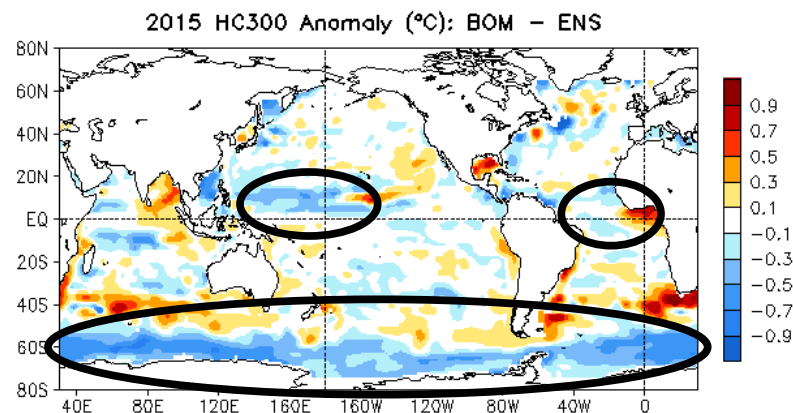 2015 HC300 Anomaly (°C): BOM – ENS
80N
60N
40N
20N
EQ
20S
40S
60S
80S
40E 80E 120E 160E 160W 120W 80W 40W 0
0.9
0.7
0.5
0.3
0.1
-0.1
-0.3
-0.5
-0.7
-0.9